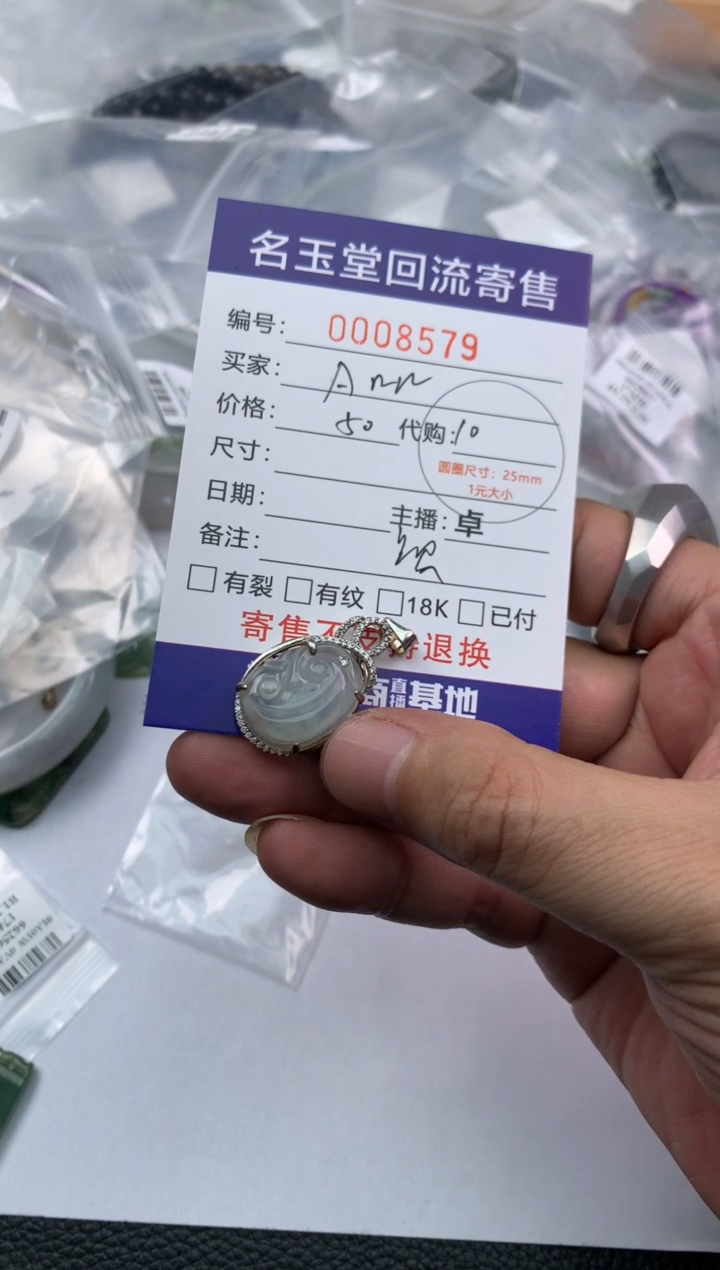 名玉堂回流寄售
编号: 0008579
买家: Ann
价格: 50 代购: 10
圆圈尺寸: 25mm
1元大小
尺寸:
日期:
主播: 卓
备注:
有裂 有纹 18K 已付
寄售不 退换
直播基地